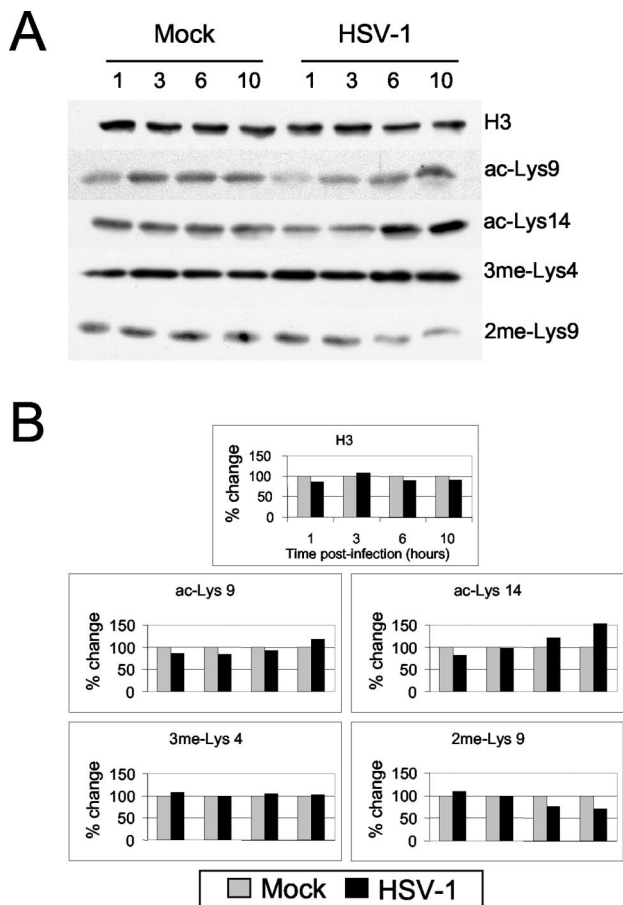 A
Mock HSV-1
1 3 6 10 1 3 6 10
H3
ac-Lys9
ac-Lys14
3me-Lys4
2me-Lys9
B
H3
% change
150
100
50
0
1 3 6 10
Time post-infection (hours)
ac-Lys 9
% change
150
100
50
0
ac-Lys 14
% change
150
100
50
0
3me-Lys 4
% change
150
100
50
0
2me-Lys 9
% change
150
100
50
0
Mock HSV-1